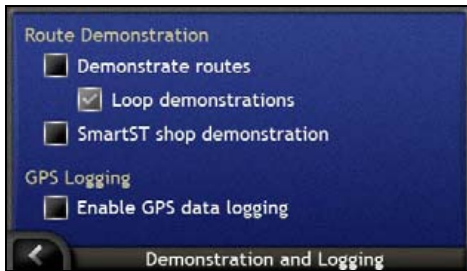 Route Demonstration
Demonstrate routes
Loop demonstrations
SmartST shop demonstration
GPS Logging
Enable GPS data logging
Demonstration and Logging